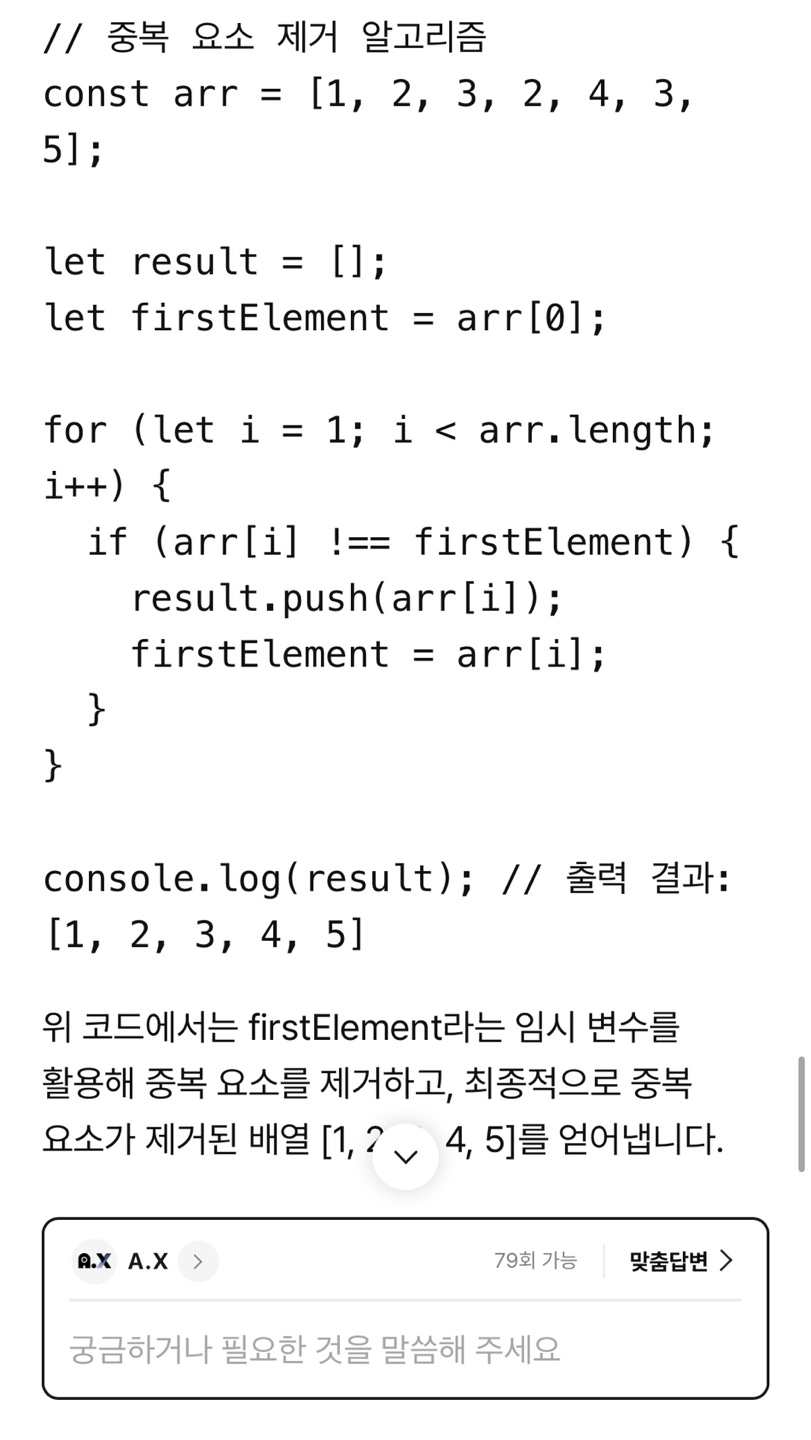 // 중복 요소 제거 알고리즘
const arr = [1, 2, 3, 2, 4, 3,
5];
let result = [];
let firstElement = arr[0];
for (let i = 1; i < arr.length;
i++) {
if (arr[i] !== firstElement) {
result.push(arr[i]);
firstElement = arr[i];
}
}
console.log(result); // 출력 결과:
[1, 2, 3, 4, 5]
위 코드에서는 firstElement라는 임시 변수를
활용해 중복 요소를 제거하고, 최종적으로 중복
요소가 제거된 배열 [1, 2 4, 5]를 얻어냅니다.
A.X A.X 79회 가능 맞춤답변
궁금하거나 필요한 것을 말씀해 주세요